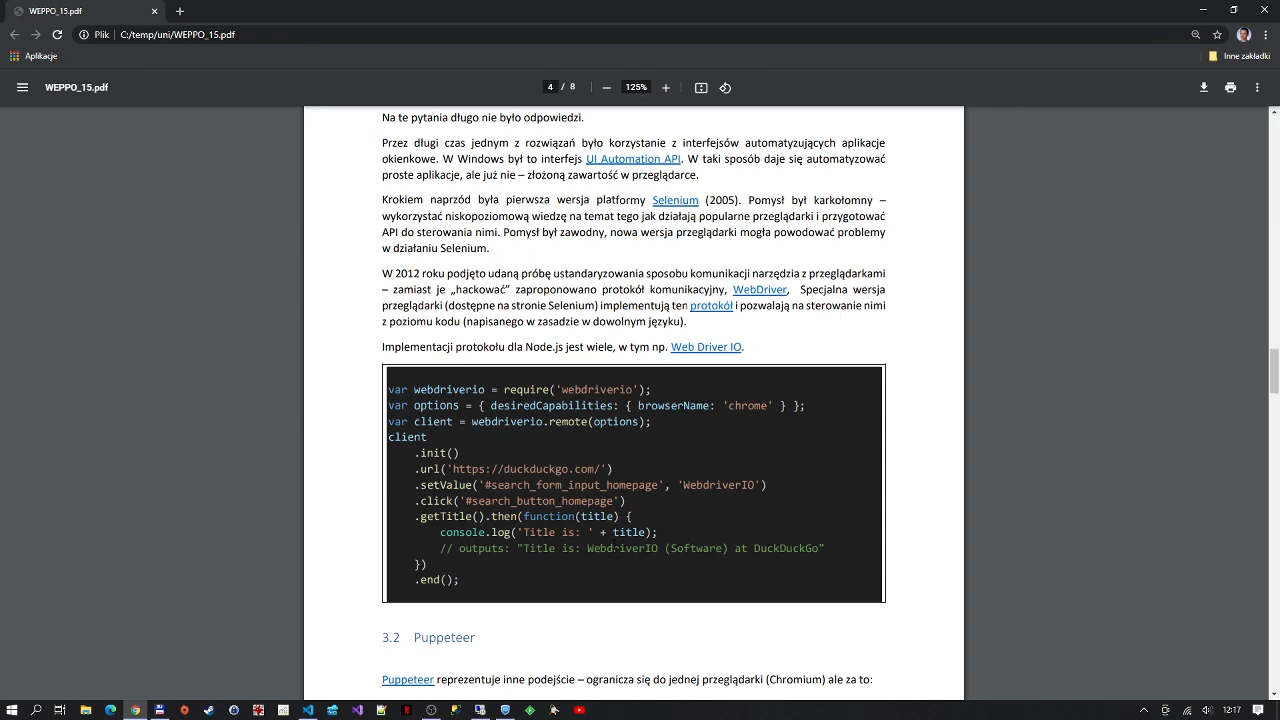 WEPPO_15.pdf
Plik
C:/temp/uni/WEPPO_15.pdf
Aplikacje
Inne zakładki
WEPPO_15.pdf
4 / 8
125%
Na te pytania długo nie było odpowiedzi.
Przez długi czas jednym z rozwiązań było korzystanie z interfejsów automatyzujących aplikacje
okienkowe. W Windows był to interfejs UI Automation API. W taki sposób daje się automatyzować
proste aplikacje, ale już nie – złożoną zawartość w przeglądarce.
Krokiem naprzód była pierwsza wersja platformy Selenium (2005). Pomysł był karkołomny –
wykorzystać niskopoziomową wiedzę na temat tego jak działają popularne przeglądarki i przygotować
API do sterowania nimi. Pomysł był zawodny, nowa wersja przeglądarki mogła powodować problemy
w działaniu Selenium.
W 2012 roku podjęto udaną próbę ustandaryzowania sposobu komunikacji narzędzia z przeglądarkami
– zamiast je „hackować” zaproponowano protokół komunikacyjny, WebDriver, Specjalna wersja
przeglądarki (dostępne na stronie Selenium) implementują ten protokół i pozwalają na sterowanie nimi
z poziomu kodu (napisanego w zasadzie w dowolnym języku).
Implementacji protokołu dla Node.js jest wiele, w tym np. Web Driver IO.
var webdriverio = require('webdriverio');
var options = { desiredCapabilities: { browserName: 'chrome' } };
var client = webdriverio.remote(options);
client
.init()
.url('https://duckduckgo.com/')
.setValue('#search_form_input_homepage', 'WebdriverIO')
.click('#search_button_homepage')
.getTitle().then(function(title) {
console.log('Title is: ' + title);
// outputs: "Title is: WebdriverIO (Software) at DuckDuckGo"
})
.end();
3.2 Puppeteer
Puppeteer reprezentuje inne podejście – ogranicza się do jednej przeglądarki (Chromium) ale za to:
12:17